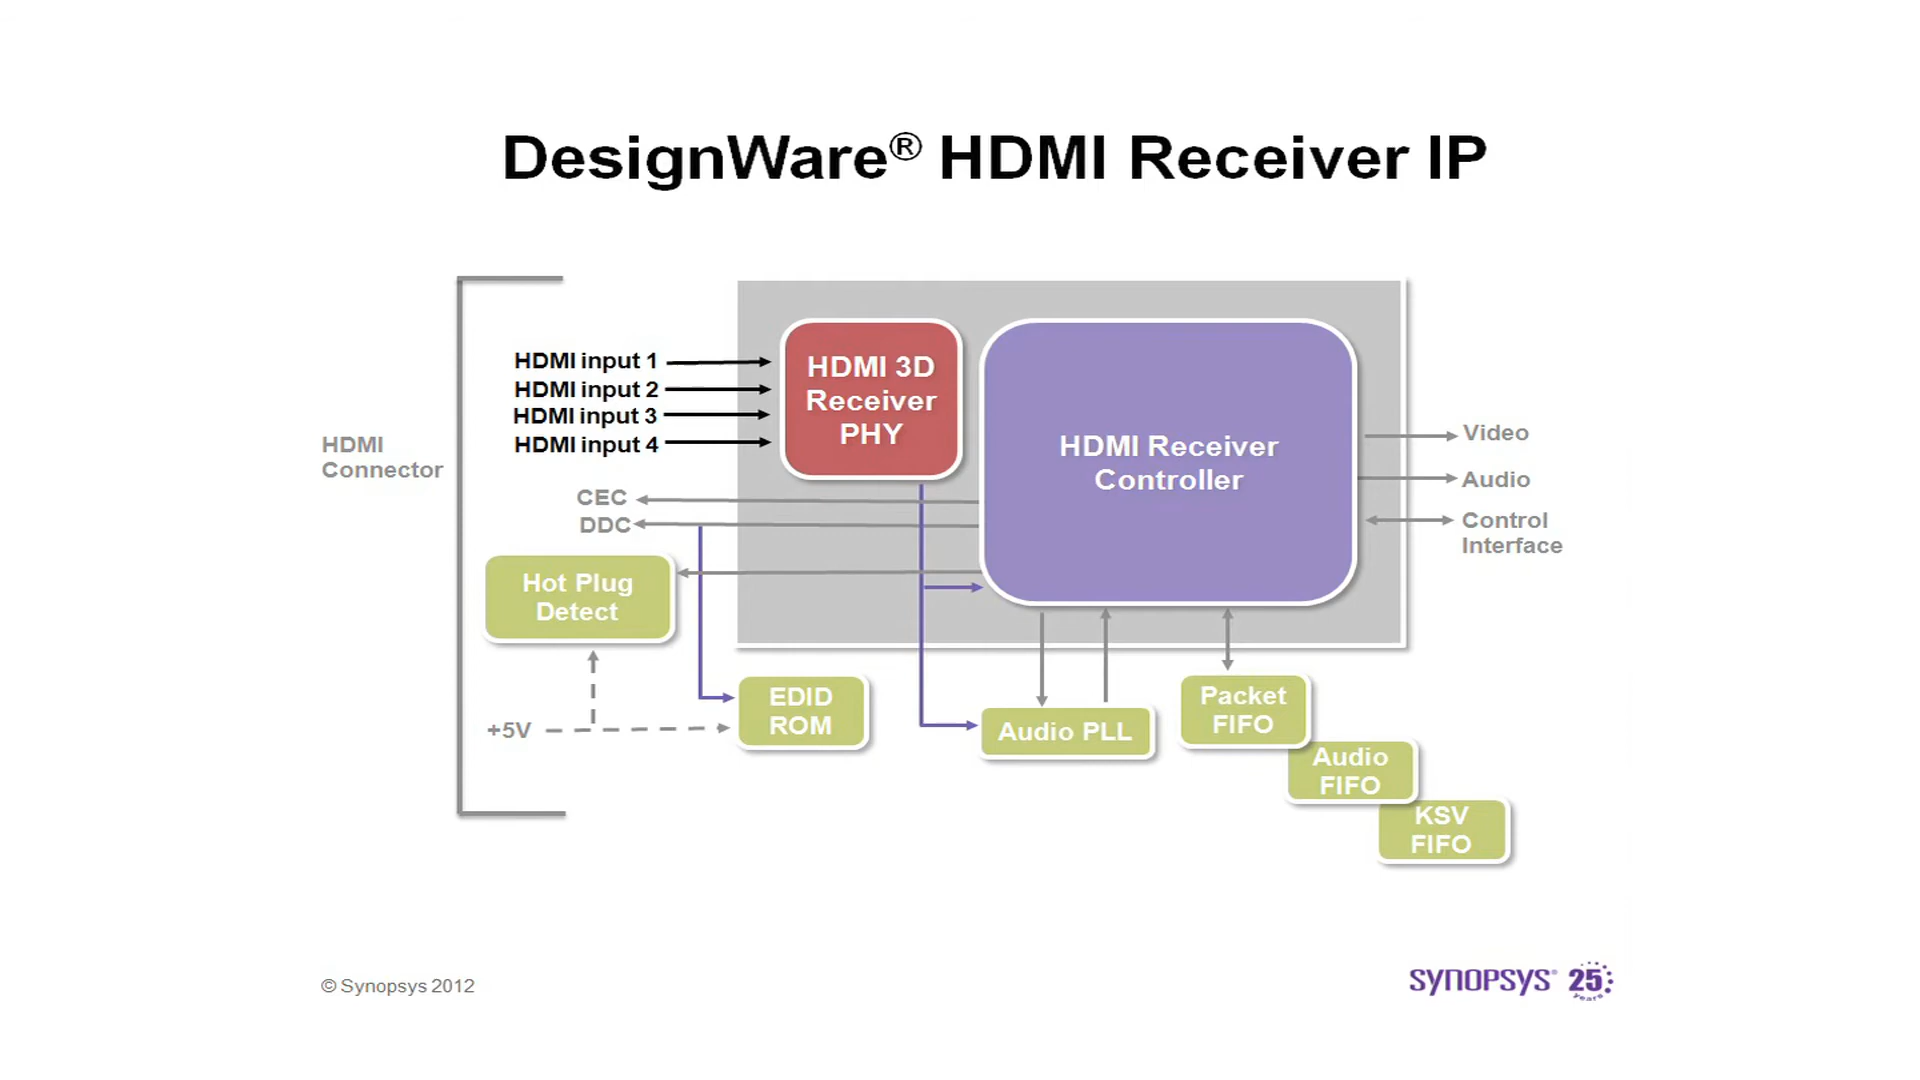 DesignWare® HDMI Receiver IP
HDMI
Connector
HDMI input 1
HDMI input 2
HDMI input 3
HDMI input 4
CEC
DDC
Hot Plug
Detect
+5V
HDMI 3D
Receiver
PHY
HDMI Receiver
Controller
Video
Audio
Control
Interface
EDID
ROM
Audio PLL
Packet
FIFO
Audio
FIFO
KSV
FIFO
© Synopsys 2012
SYNOPSYS® 25
years